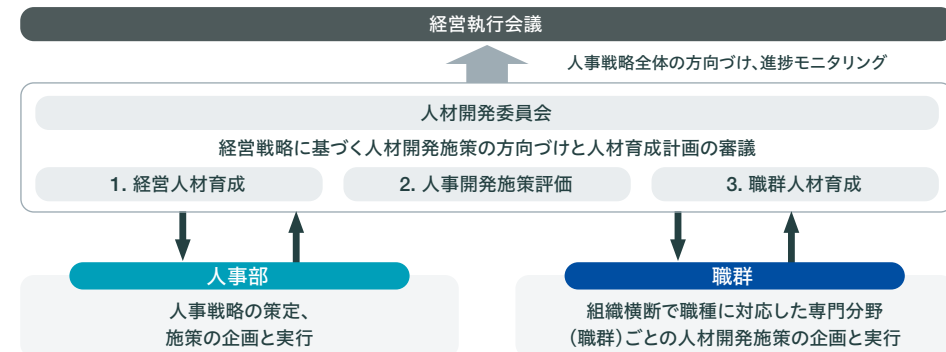 経営執行会議
人事戦略全体の方向づけ、進捗モニタリング
人材開発委員会
経営戦略に基づく人材開発施策の方向づけと人材育成計画の審議
1. 経営人材育成
2. 人事開発施策評価
3. 職群人材育成
人事部
人事戦略の策定、
施策の企画と実行
職群
組織横断で職種に対応した専門分野
(職群)ごとの人材開発施策の企画と実行